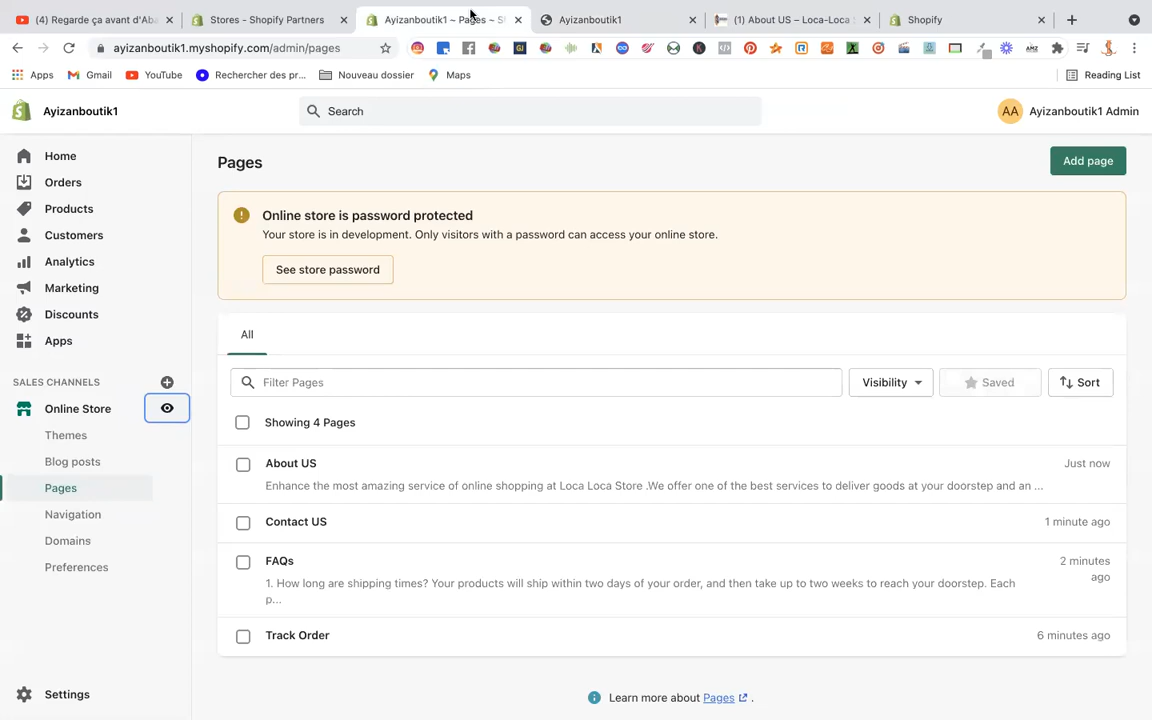 (4) Regarde ça avant d'Aba
Stores - Shopify Partners
Ayizanboutik1 ~ Pages ~ S
Ayizanboutik1
(1) About US – Loca-Loca S
Shopify
ayizanboutik1.myshopify.com/admin/pages
Apps
Gmail
YouTube
Rechercher des pr...
Nouveau dossier
Maps
Reading List
Ayizanboutik1
Search
AA
Ayizanboutik1 Admin
Home
Orders
Products
Customers
Analytics
Marketing
Discounts
Apps
SALES CHANNELS
Online Store
Themes
Blog posts
Pages
Navigation
Domains
Preferences
Settings
Pages
Add page
Online store is password protected
Your store is in development. Only visitors with a password can access your online store.
See store password
All
Filter Pages
Visibility
Saved
Sort
Showing 4 Pages
About US
Just now
Enhance the most amazing service of online shopping at Loca Loca Store .We offer one of the best services to deliver goods at your doorstep and an ...
Contact US
1 minute ago
FAQs
2 minutes
ago
1. How long are shipping times? Your products will ship within two days of your order, and then take up to two weeks to reach your doorstep. Each
p...
Track Order
6 minutes ago
Learn more about Pages .